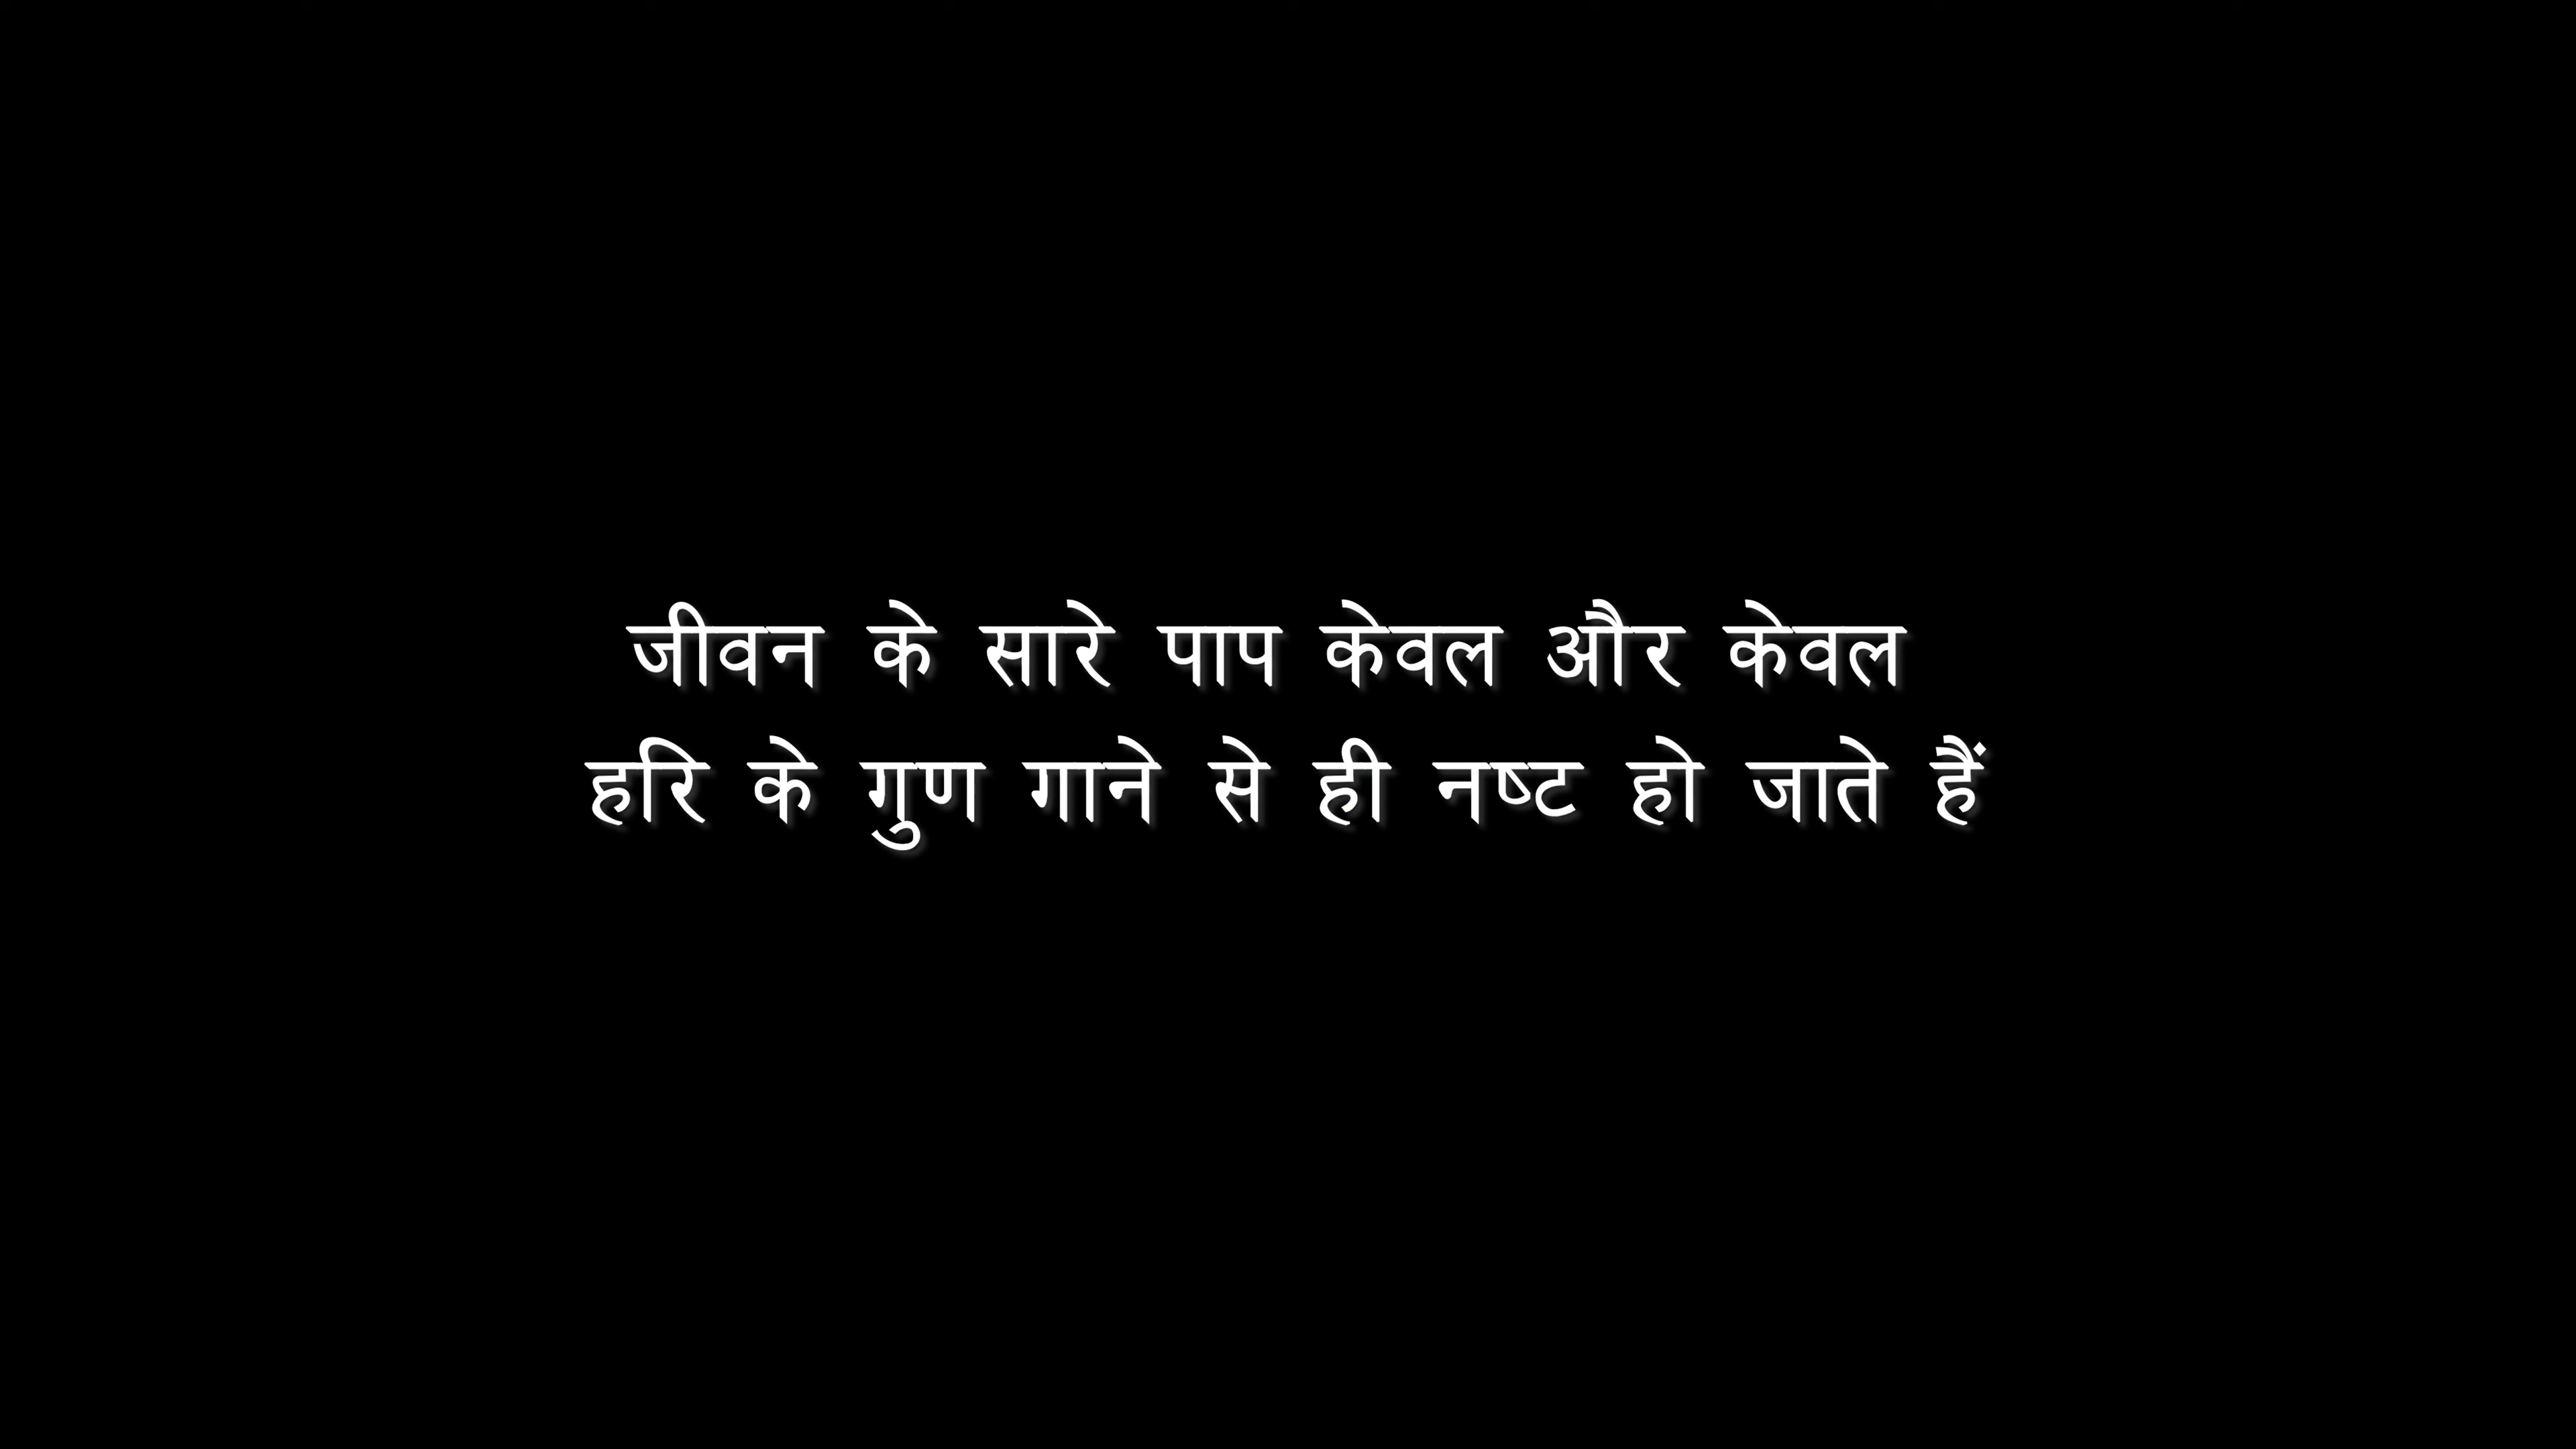 जीवन के सारे पाप केवल और केवल
हरि के गुण गाने से ही नष्ट हो जाते हैं